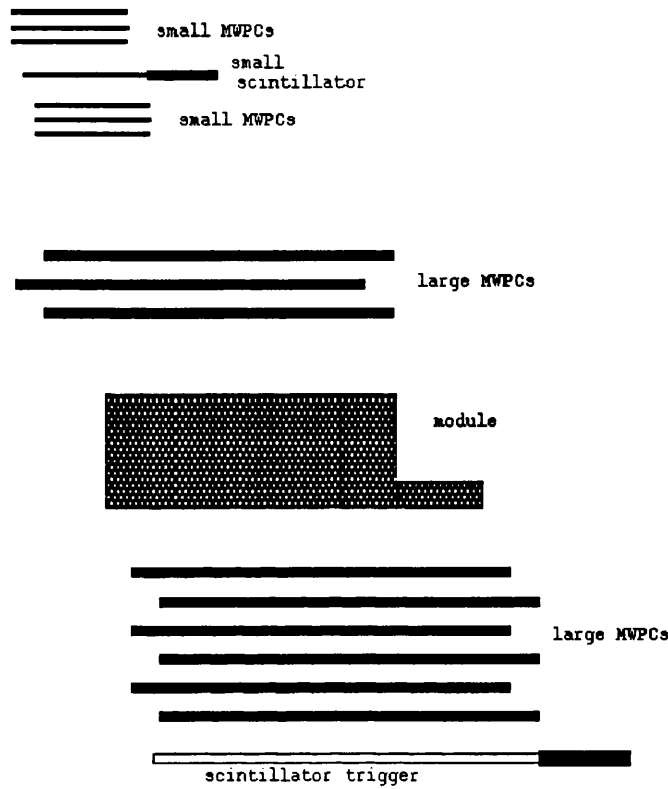 small MWPCs
small
scintillator
small MWPCs
large MWPCs
module
large MWPCs
scintillator trigger